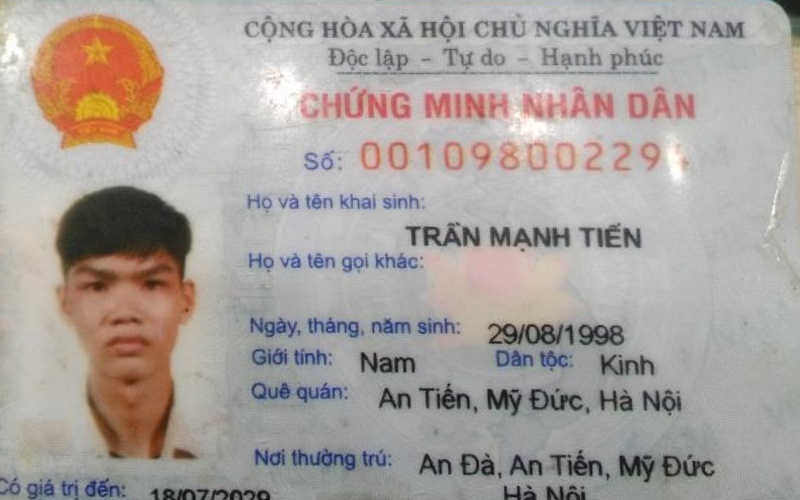 CỘNG HÒA XÃ HỘI CHỦ NGHĨA VIỆT NAM
Độc lập - Tự do - Hạnh phúc
CHỨNG MINH NHÂN DÂN
Số: 001098002294
Họ và tên khai sinh:
TRẦN MẠNH TIẾN
Họ và tên gọi khác:
Ngày, tháng, năm sinh: 29/08/1998
Giới tính: Nam Dân tộc: Kinh
Quê quán: An Tiến, Mỹ Đức, Hà Nội
Nơi thường trú: An Đà, An Tiến, Mỹ Đức
Hà Nội
Có giá trị đến: 18/07/2029